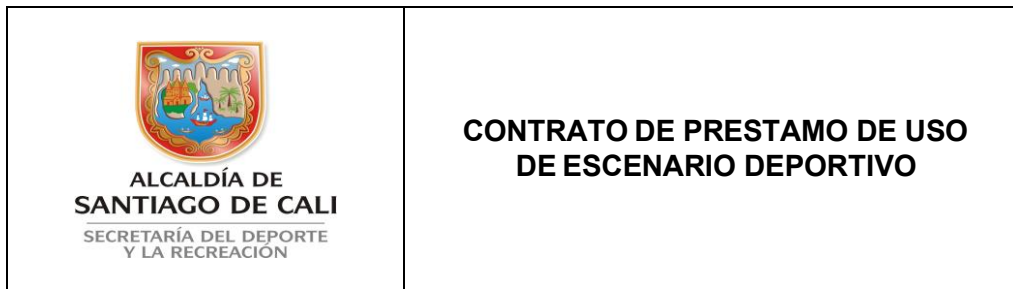 ALCALDÍA DE
SANTIAGO DE CALI
SECRETARÍA DEL DEPORTE
Y LA RECREACIÓN
CONTRATO DE PRESTAMO DE USO
DE ESCENARIO DEPORTIVO